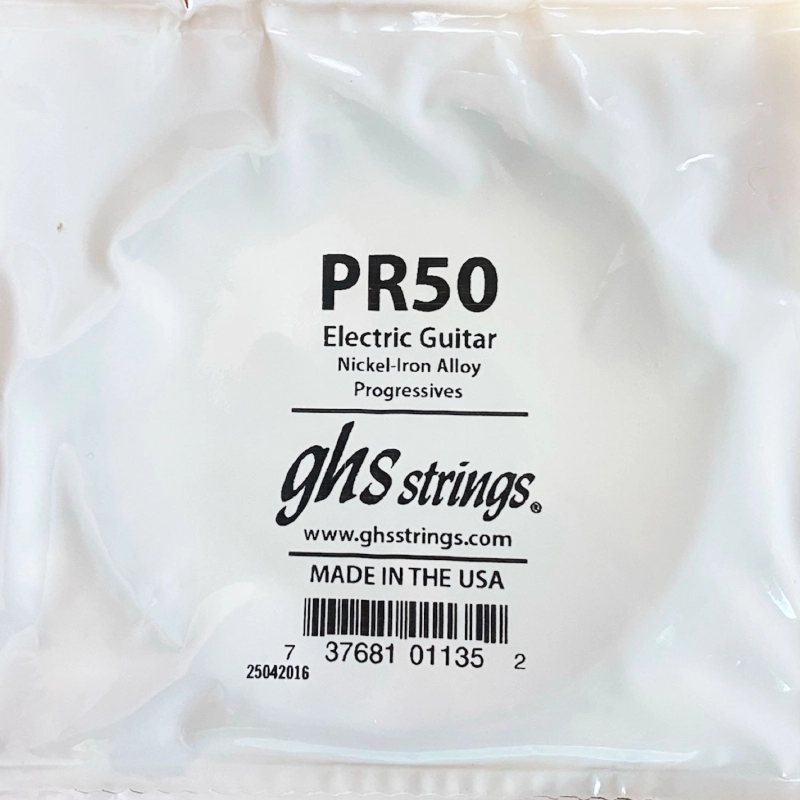 PR50
Electric Guitar
Nickel-Iron Alloy
Progressives
ghs strings®
www.ghsstrings.com
MADE IN THE USA
7 37681 01135 2
25042016